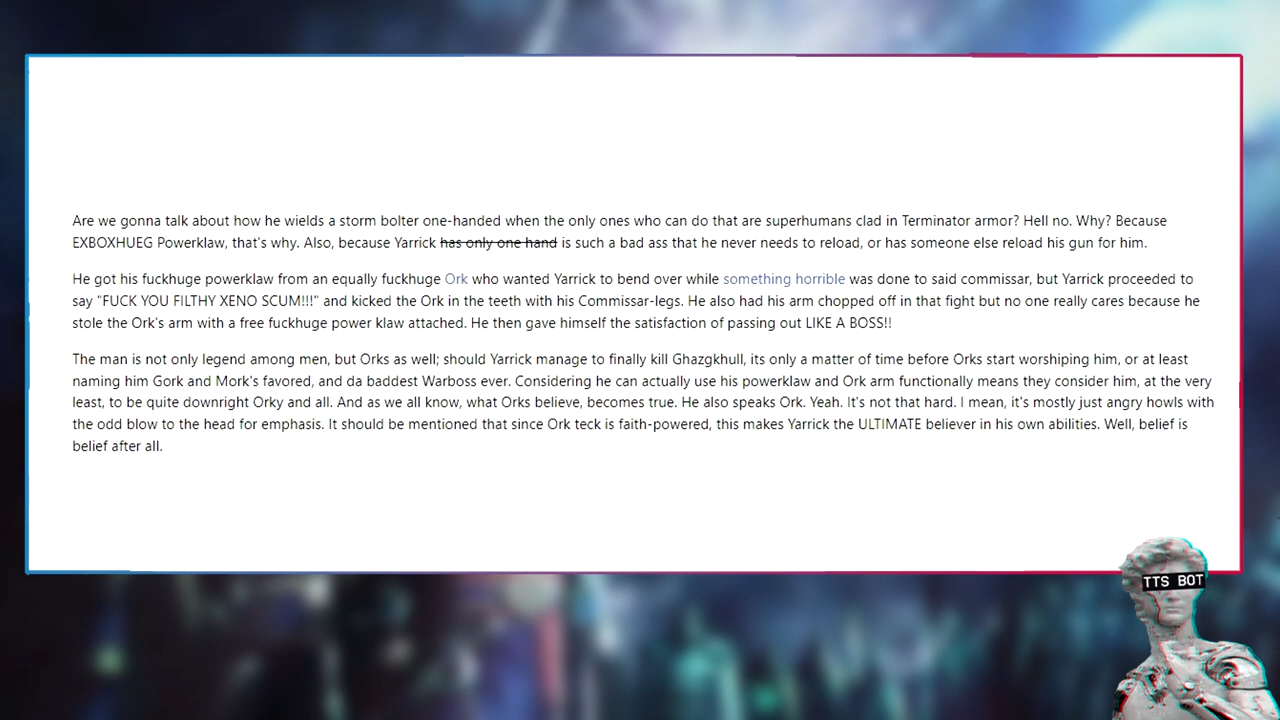 Are we gonna talk about how he wields a storm bolter one-handed when the only ones who can do that are superhumans clad in Terminator armor? Hell no. Why? Because
EXBOXHUEG Powerklaw, that's why. Also, because Yarrick has only one hand is such a bad ass that he never needs to reload, or has someone else reload his gun for him.
He got his fuckhuge powerklaw from an equally fuckhuge Ork who wanted Yarrick to bend over while something horrible was done to said commissar, but Yarrick proceeded to
say "FUCK YOU FILTHY XENO SCUM!!!" and kicked the Ork in the teeth with his Commissar-legs. He also had his arm chopped off in that fight but no one really cares because he
stole the Ork's arm with a free fuckhuge power klaw attached. He then gave himself the satisfaction of passing out LIKE A BOSS!!
The man is not only legend among men, but Orks as well; should Yarrick manage to finally kill Ghazgkhull, its only a matter of time before Orks start worshiping him, or at least
naming him Gork and Mork's favored, and da baddest Warboss ever. Considering he can actually use his powerklaw and Ork arm functionally means they consider him, at the very
least, to be quite downright Orky and all. And as we all know, what Orks believe, becomes true. He also speaks Ork. Yeah. It's not that hard. I mean, it's mostly just angry howls with
the odd blow to the head for emphasis. It should be mentioned that since Ork teck is faith-powered, this makes Yarrick the ULTIMATE believer in his own abilities. Well, belief is
belief after all.
TTS BOT